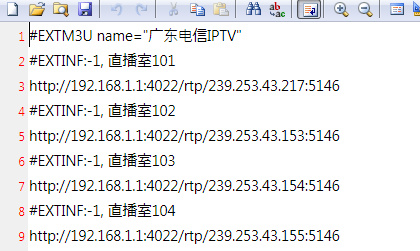 1 #EXTM3U name="广东电信IPTV"
2 #EXTINF:-1, 直播室101
3 http://192.168.1.1:4022/rtp/239.253.43.217:5146
4 #EXTINF:-1, 直播室102
5 http://192.168.1.1:4022/rtp/239.253.43.153:5146
6 #EXTINF:-1, 直播室103
7 http://192.168.1.1:4022/rtp/239.253.43.154:5146
8 #EXTINF:-1, 直播室104
9 http://192.168.1.1:4022/rtp/239.253.43.155:5146